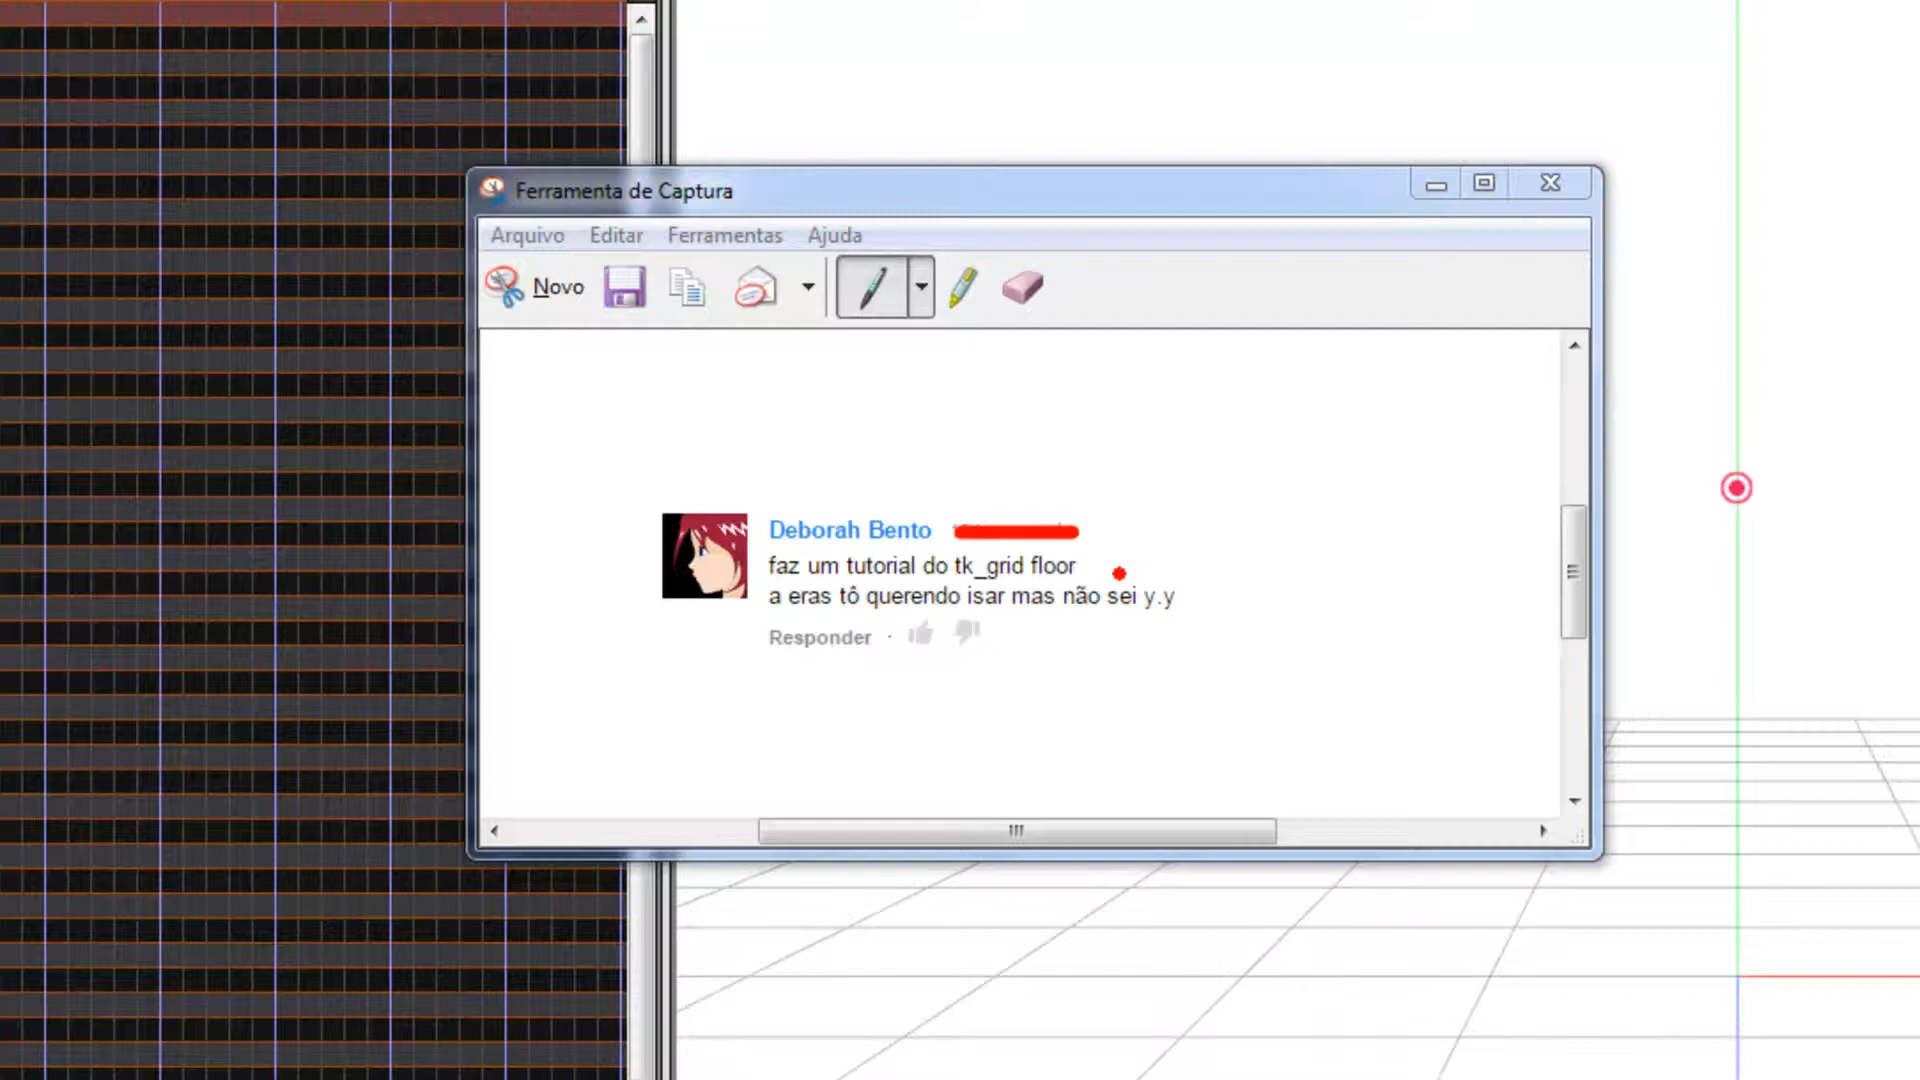 Ferramenta de Captura
Arquivo Editar Ferramentas Ajuda
Novo
Deborah Bento
faz um tutorial do tk_grid floor
a eras tô querendo isar mas não sei y.y
Responder ·